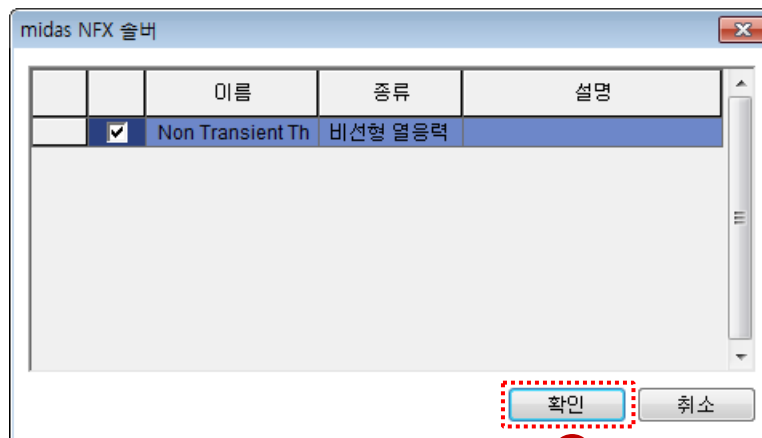 midas NFX 솔버
이름 종류 설명
Non Transient Th 비선형 열응력
확인 취소